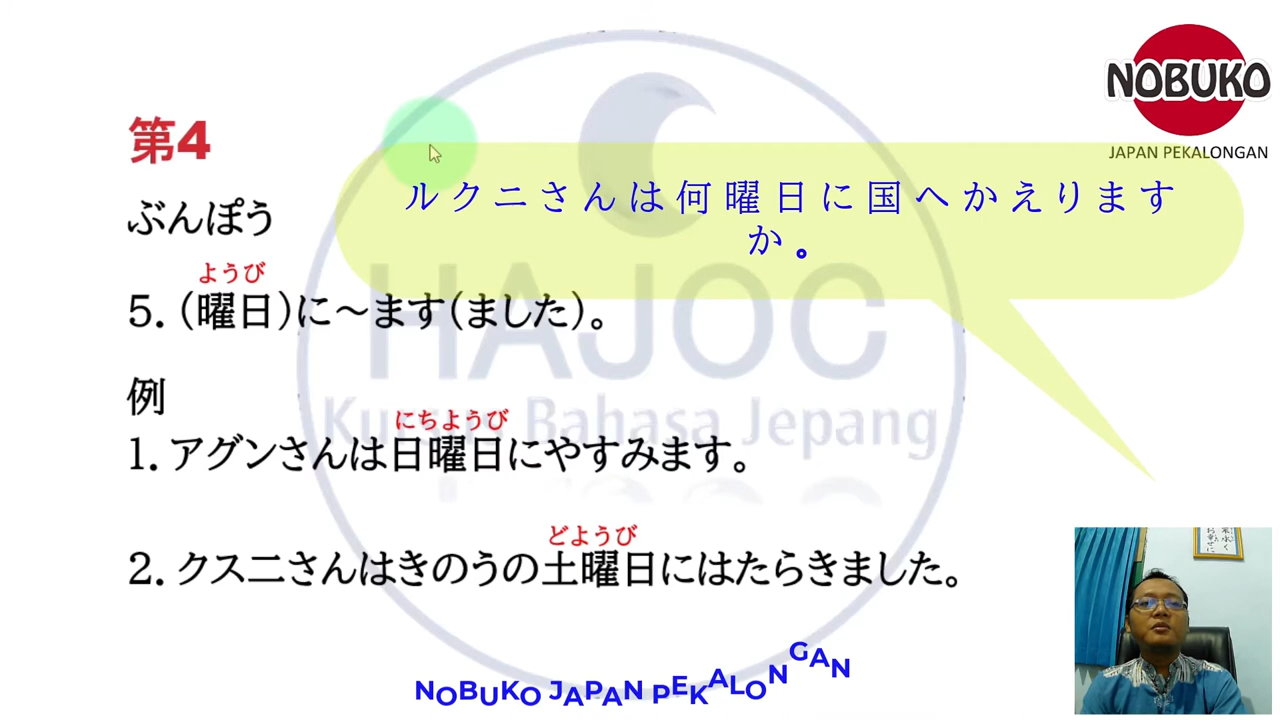 NOBUKO
JAPAN PEKALONGAN
第4
ルクニさんは何曜日に国へかえります
か。
ぶんぽう
ようび
5. (曜日)に～ます(ました)。
HAJOC
例
Kursus Bahasa Jepang
にちようび
1. アグンさんは日曜日にやすみます。
どようび
2. クスニさんはきのうの土曜日にはたらきました。
NOBUKO JAPAN PEKALONGAN